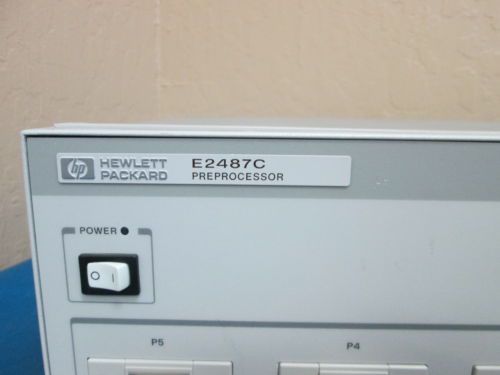 hp HEWLETT PACKARD
E2487C
PREPROCESSOR
POWER
O I
P5
P4